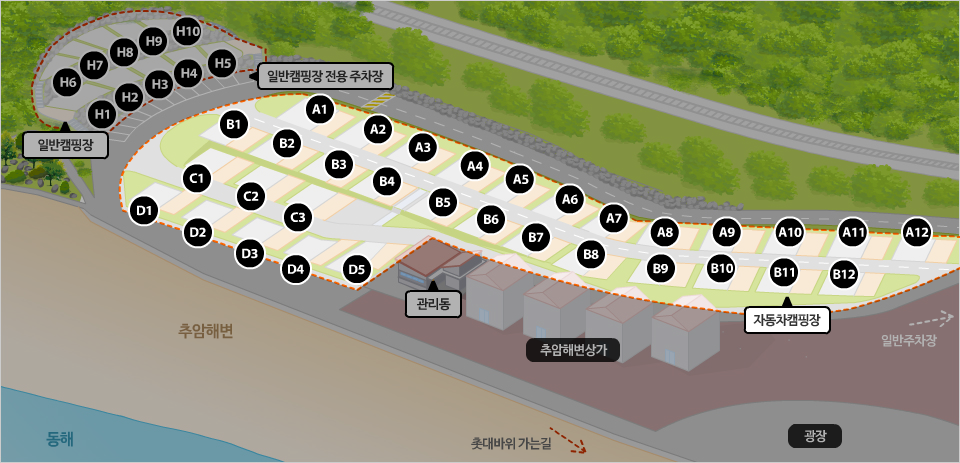 H10
H9
H8
H7
H6
H5
H4
H3
H2
H1
일반캠핑장 전용 주차장
일반캠핑장
A1
A2
A3
A4
A5
A6
A7
A8
A9
A10
A11
A12
B1
B2
B3
B4
B5
B6
B7
B8
B9
B10
B11
B12
C1
C2
C3
D1
D2
D3
D4
D5
관리동
자동차캠핑장
추암해변
추암해변상가
일반주차장
동해
촛대바위 가는길
광장